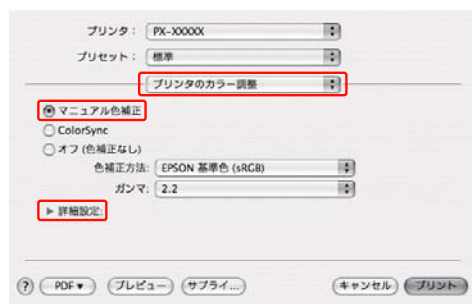 プリンタ： PX-XXXXX
プリセット： 標準
プリンタのカラー調整
マニュアル色補正
ColorSync
オフ (色補正なし)
色補正方法: EPSON 基準色 (sRGB)
ガンマ: 2.2
▶ 詳細設定:
? PDF▼ プレビュー サプライ... キャンセル プリント